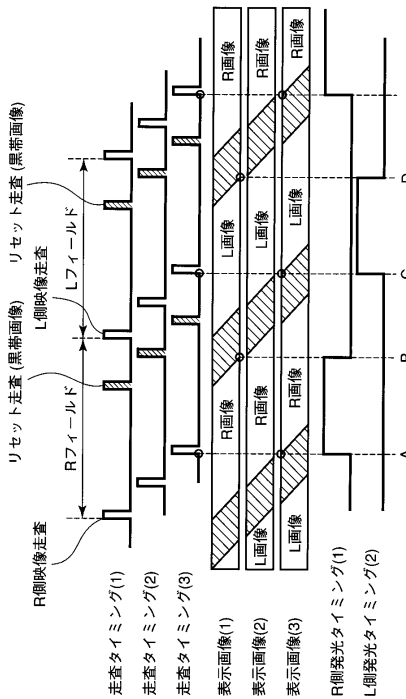 リセット走査(黒帯画像)
リセット走査(黒帯画像)
L側映像走査
R側映像走査
Rフィールド
Lフィールド
走査タイミング(1)
走査タイミング(2)
走査タイミング(3)
表示画像(1)
R画像
L画像
R画像
表示画像(2)
L画像
R画像
L画像
R画像
表示画像(3)
L画像
R画像
L画像
R画像
R側発光タイミング(1)
L側発光タイミング(2)
A
B
C
D